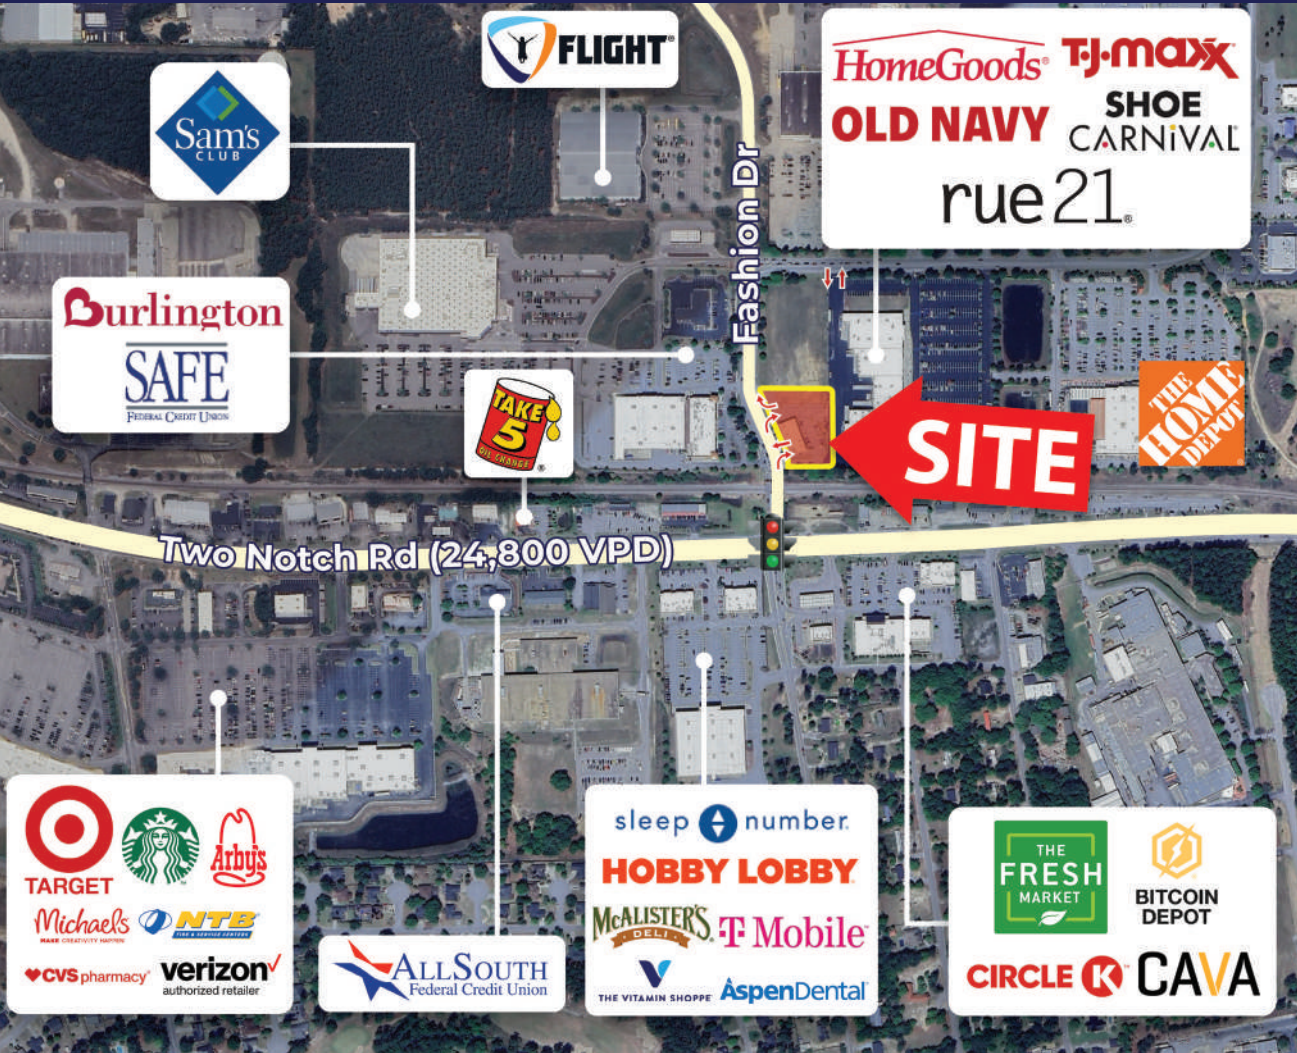 FLIGHT®
HomeGoods®
T•J•maxx®
OLD NAVY
SHOE
CARNiVAL®
rue21®
Sam's
CLUB
Fashion Dr
Burlington
SAFE
FEDERAL CREDIT UNION
TAKE
5
OIL CHANGE®
SITE
THE
HOME
DEPOT
Two Notch Rd (24,800 VPD)
TARGET
Arby's
Michaels
MAKE CREATIVITY HAPPEN
NTB
TIRE & SERVICE CENTERS
CVS pharmacy®
verizon✓
authorized retailer
ALLSOUTH
Federal Credit Union
sleep number®
HOBBY LOBBY
McALISTER'S
DELI®
T Mobile
THE VITAMIN SHOPPE
AspenDental
THE
FRESH
MARKET
BITCOIN
DEPOT
CIRCLE K™
CAVA